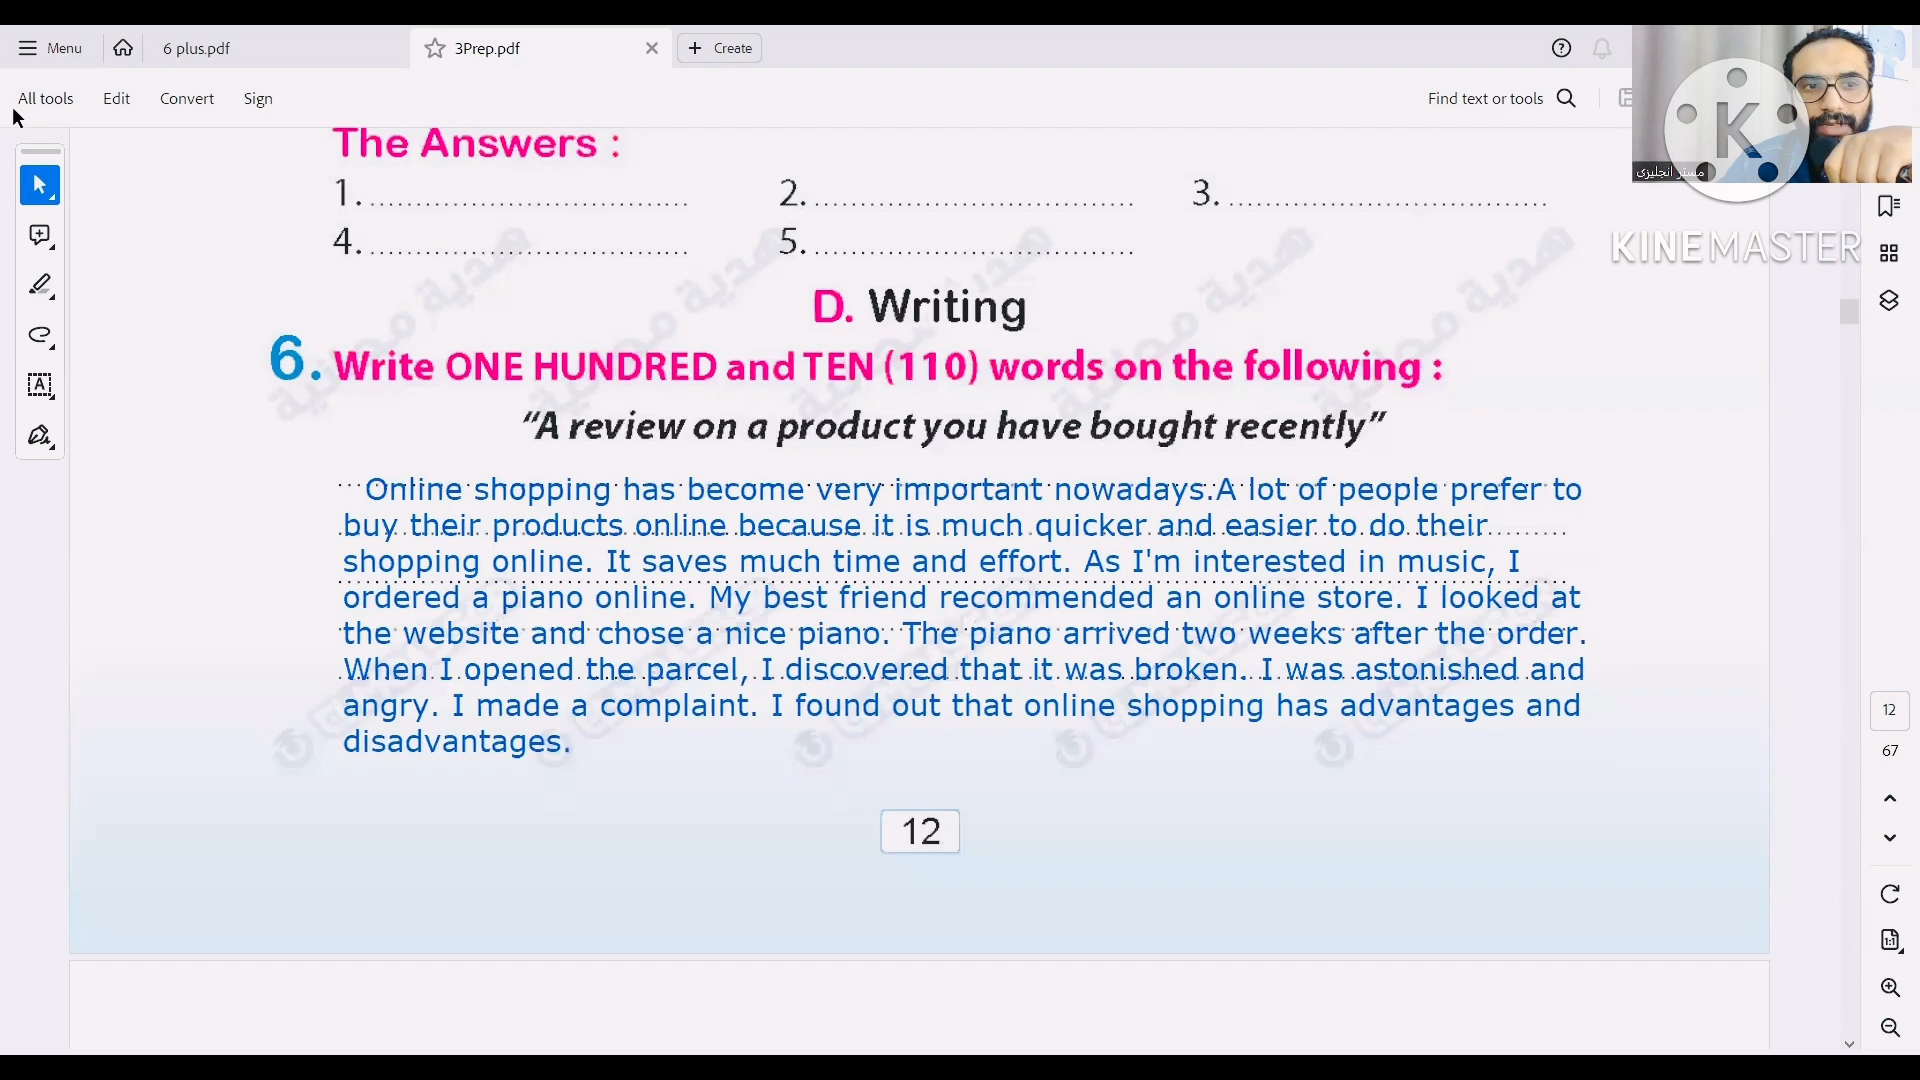 Menu
6 plus.pdf
3Prep.pdf
Create
All tools
Edit
Convert
Sign
Find text or tools
مستر انجليزى
K
KINEMASTER
The Answers :
1. 2. 3.
4. 5.
D. Writing
6. Write ONE HUNDRED and TEN (110) words on the following :
“A review on a product you have bought recently”
Online shopping has become very important nowadays.A lot of people prefer to
buy their products online because it is much quicker and easier to do their
shopping online. It saves much time and effort. As I'm interested in music, I
ordered a piano online. My best friend recommended an online store. I looked at
the website and chose a nice piano. The piano arrived two weeks after the order.
When I opened the parcel, I discovered that it was broken. I was astonished and
angry. I made a complaint. I found out that online shopping has advantages and
disadvantages.
12
12
67